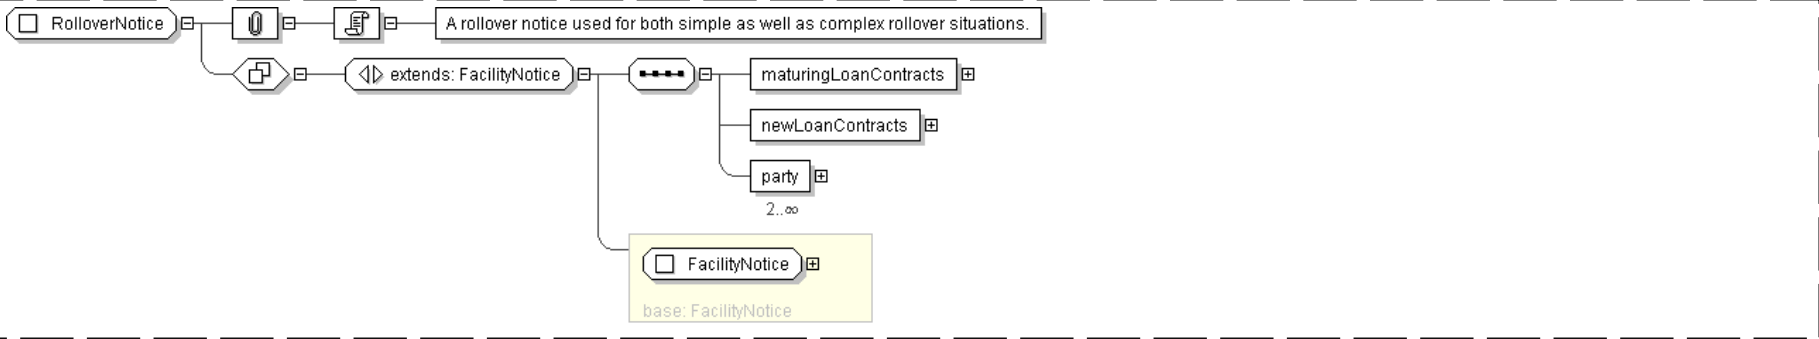 RolloverNotice
A rollover notice used for both simple as well as complex rollover situations.
extends: FacilityNotice
maturingLoanContracts
newLoanContracts
party
2..∞
FacilityNotice
base: FacilityNotice